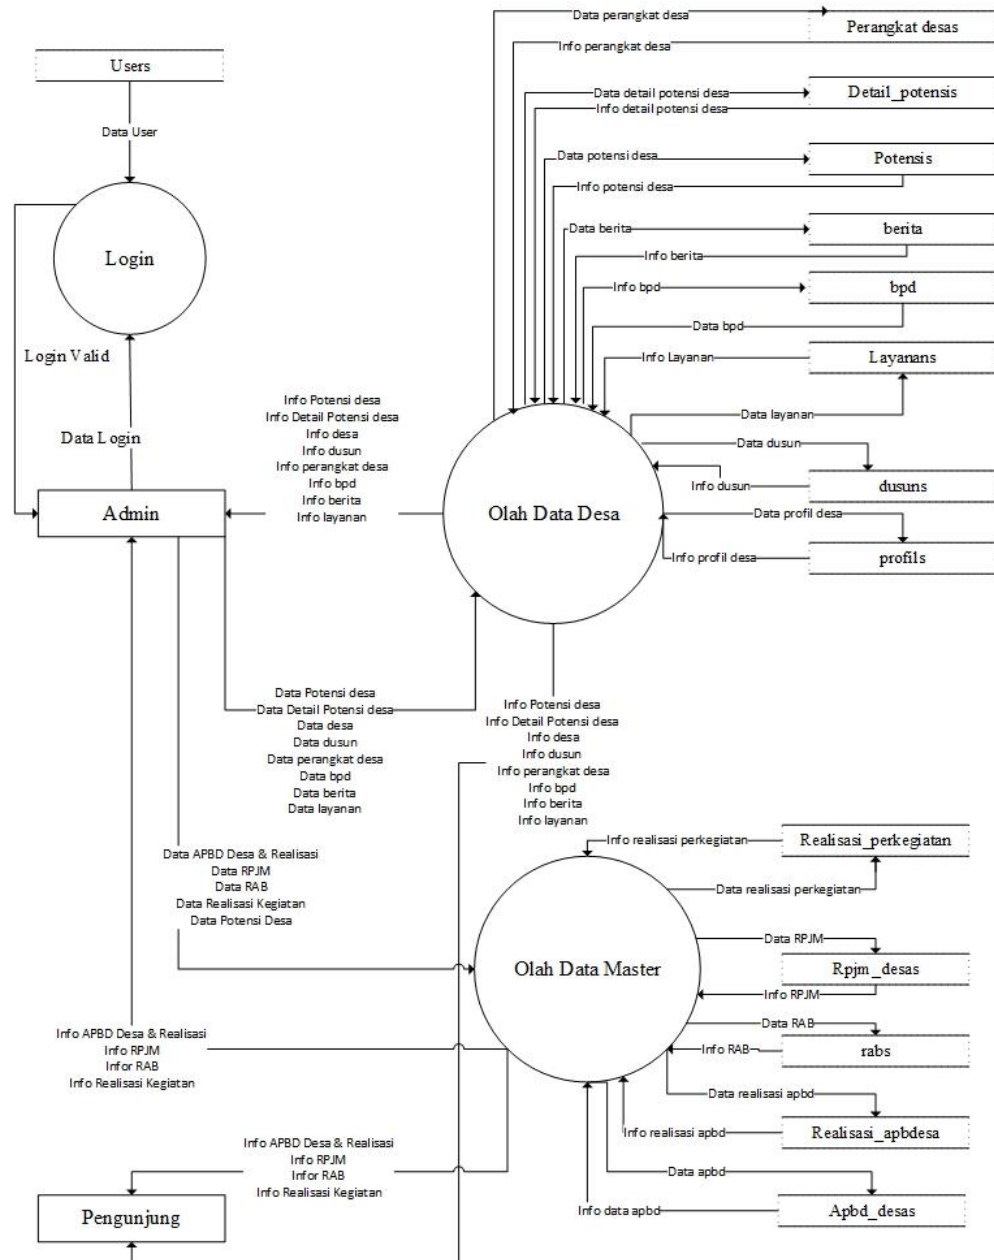 Data perangkat desa
Perangkat desas
Info perangkat desa
Users
Data detail potensi desa
Detail_potensis
Info detail potensi desa
Data User
Data potensi desa
Potensis
Info potensi desa
Data berita
berita
Login
Info berita
Info bpd
bpd
Data bpd
Login Valid
Info Layanan
Layanans
Data Login
Info Potensi desa
Info Detail Potensi desa
Info desa
Info dusun
Info perangkat desa
Info bpd
Info berita
Info layanan
Data layanan
Data dusun
Info dusun
dusuns
Admin
Olah Data Desa
Data profil desa
Info profil desa
profils
Data Potensi desa
Data Detail Potensi desa
Data desa
Data dusun
Data perangkat desa
Data bpd
Data berita
Data layanan
Info Potensi desa
Info Detail Potensi desa
Info desa
Info dusun
Info perangkat desa
Info bpd
Info berita
Info layanan
Data APBD Desa & Realisasi
Data RPJM
Data RAB
Data Realisasi Kegiatan
Data Potensi Desa
Info realisasi perkegiatan
Realisasi_perkegiatan
Data realisasi perkegiatan
Olah Data Master
Data RPJM
Rpjm_desas
Info RPJM
Data RAB
Info RAB
rabs
Info APBD Desa & Realisasi
Info RPJM
Infor RAB
Info Realisasi Kegiatan
Data realisasi apbd
Info realisasi apbd
Realisasi_apbdesa
Info APBD Desa & Realisasi
Info RPJM
Infor RAB
Info Realisasi Kegiatan
Data apbd
Info data apbd
Apbd_desas
Pengunjung